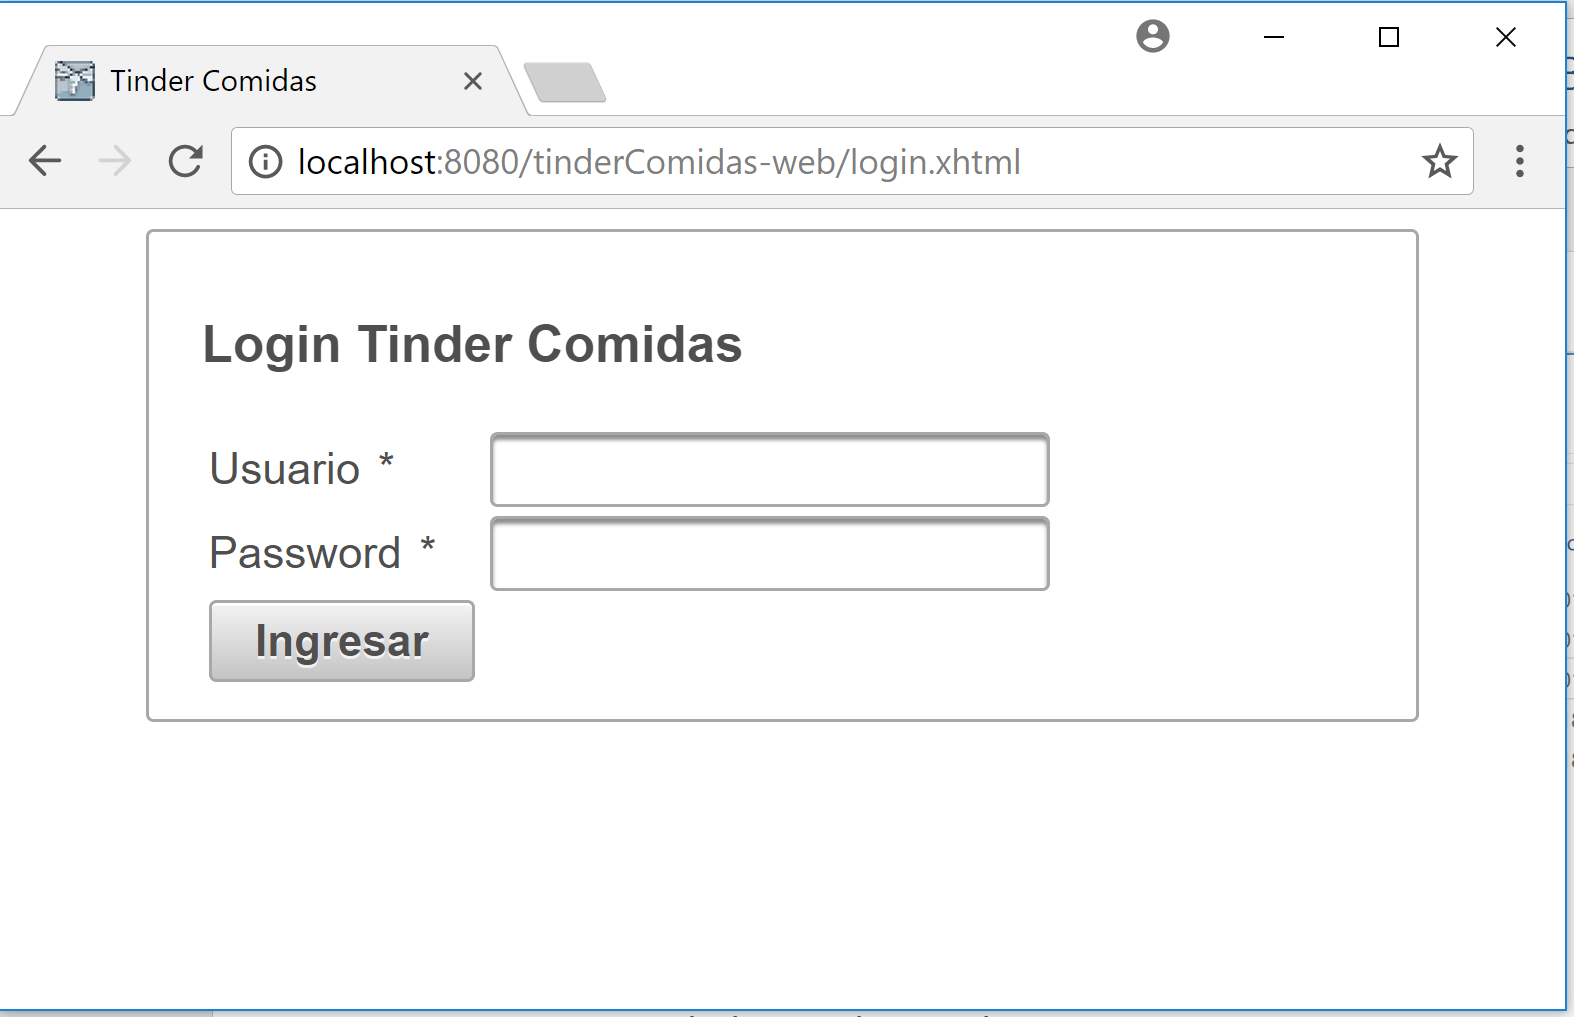 Tinder Comidas
localhost:8080/tinderComidas-web/login.xhtml
Login Tinder Comidas
Usuario *
Password *
Ingresar